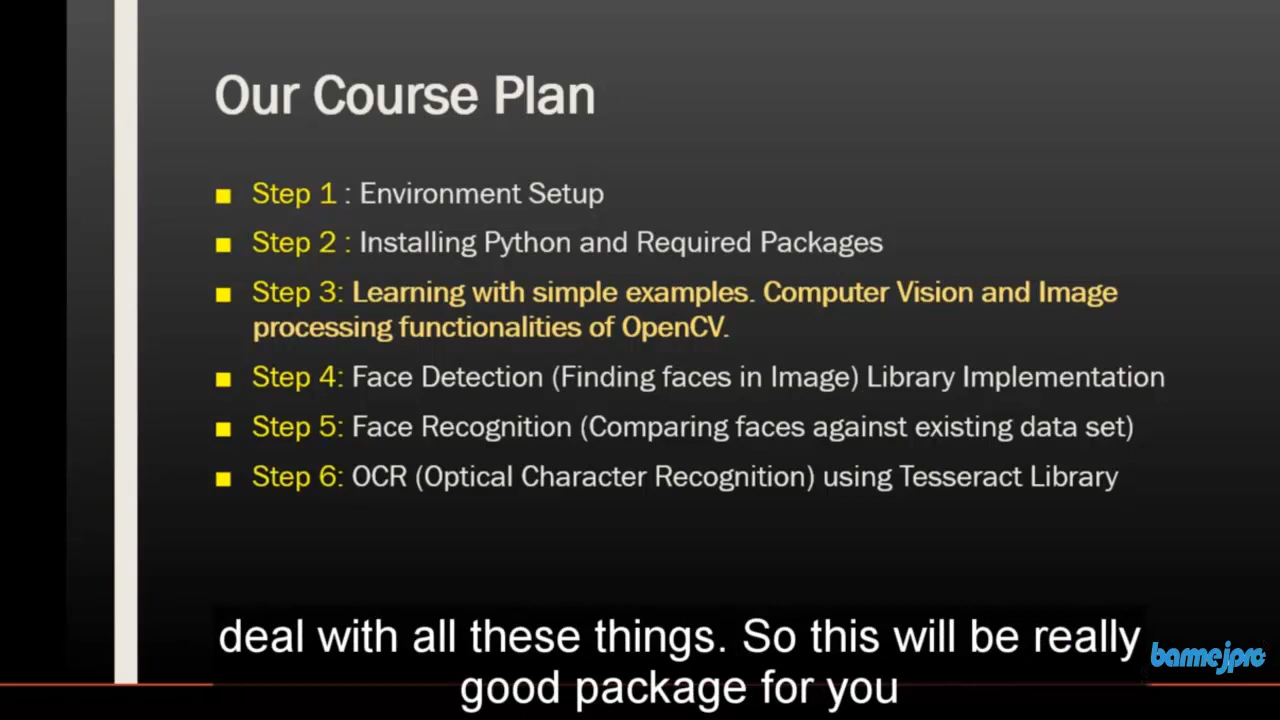 Our Course Plan
Step 1 : Environment Setup
Step 2 : Installing Python and Required Packages
Step 3: Learning with simple examples. Computer Vision and Image
processing functionalities of OpenCV.
Step 4: Face Detection (Finding faces in Image) Library Implementation
Step 5: Face Recognition (Comparing faces against existing data set)
Step 6: OCR (Optical Character Recognition) using Tesseract Library
deal with all these things. So this will be really
good package for you
barmejpro